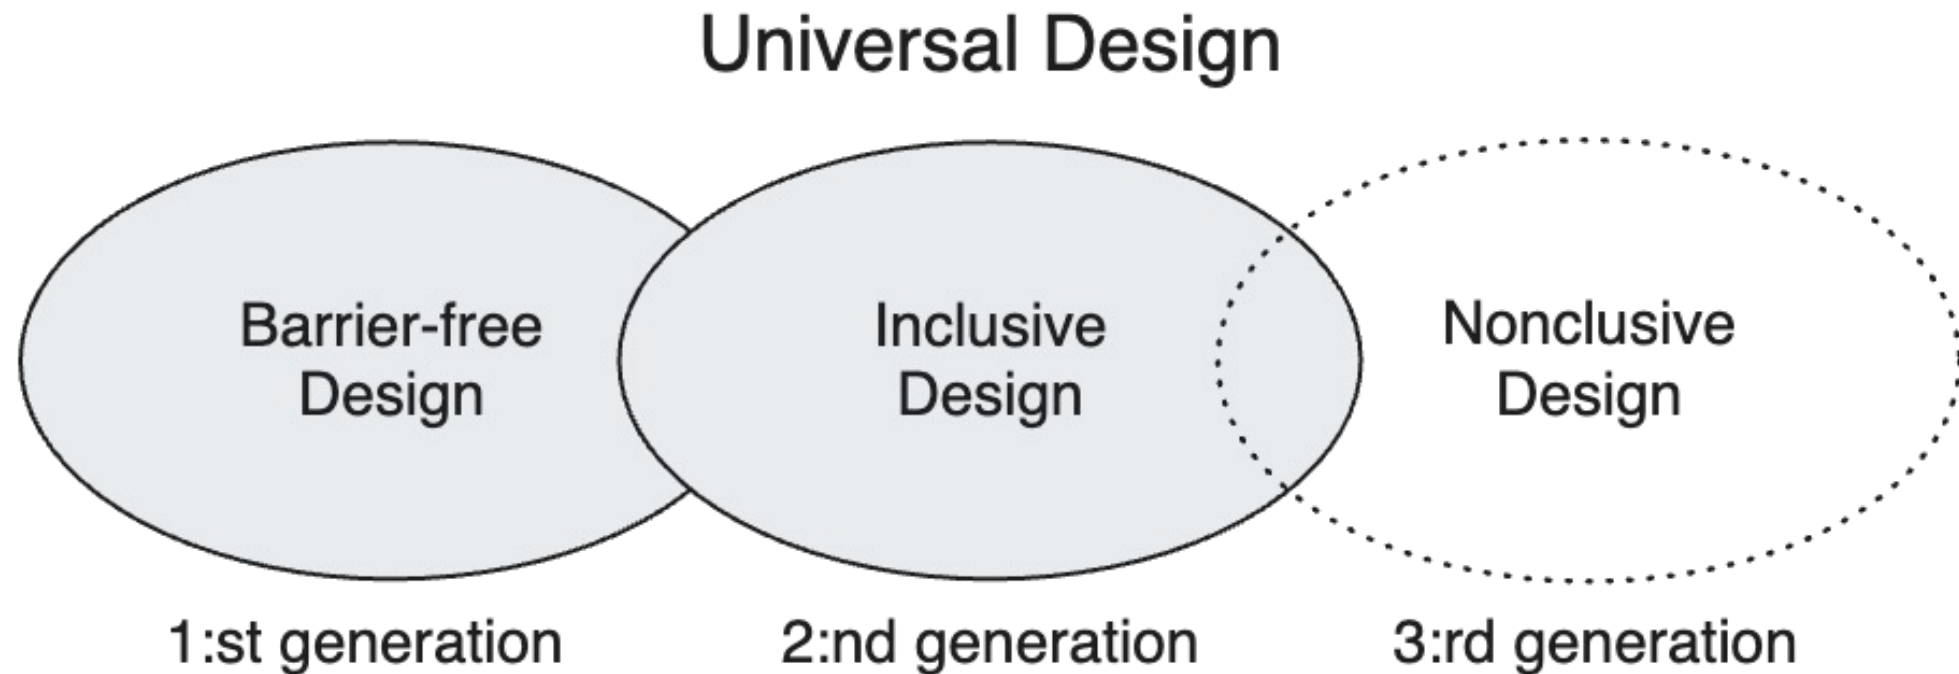 Universal Design
Barrier-free
Design
Inclusive
Design
Nonclusive
Design
1:st generation
2:nd generation
3:rd generation